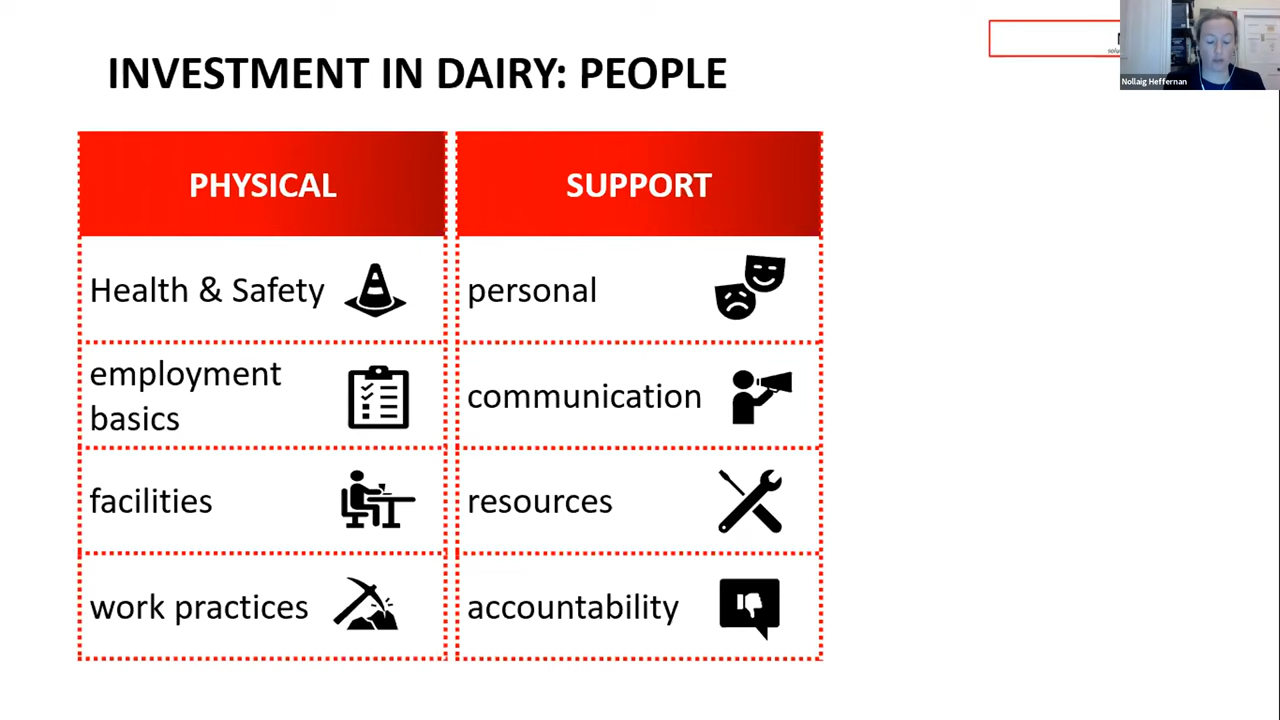 INVESTMENT IN DAIRY: PEOPLE
Nollaig Heffernan
PHYSICAL
SUPPORT
Health & Safety
personal
employment
basics
communication
facilities
resources
work practices
accountability